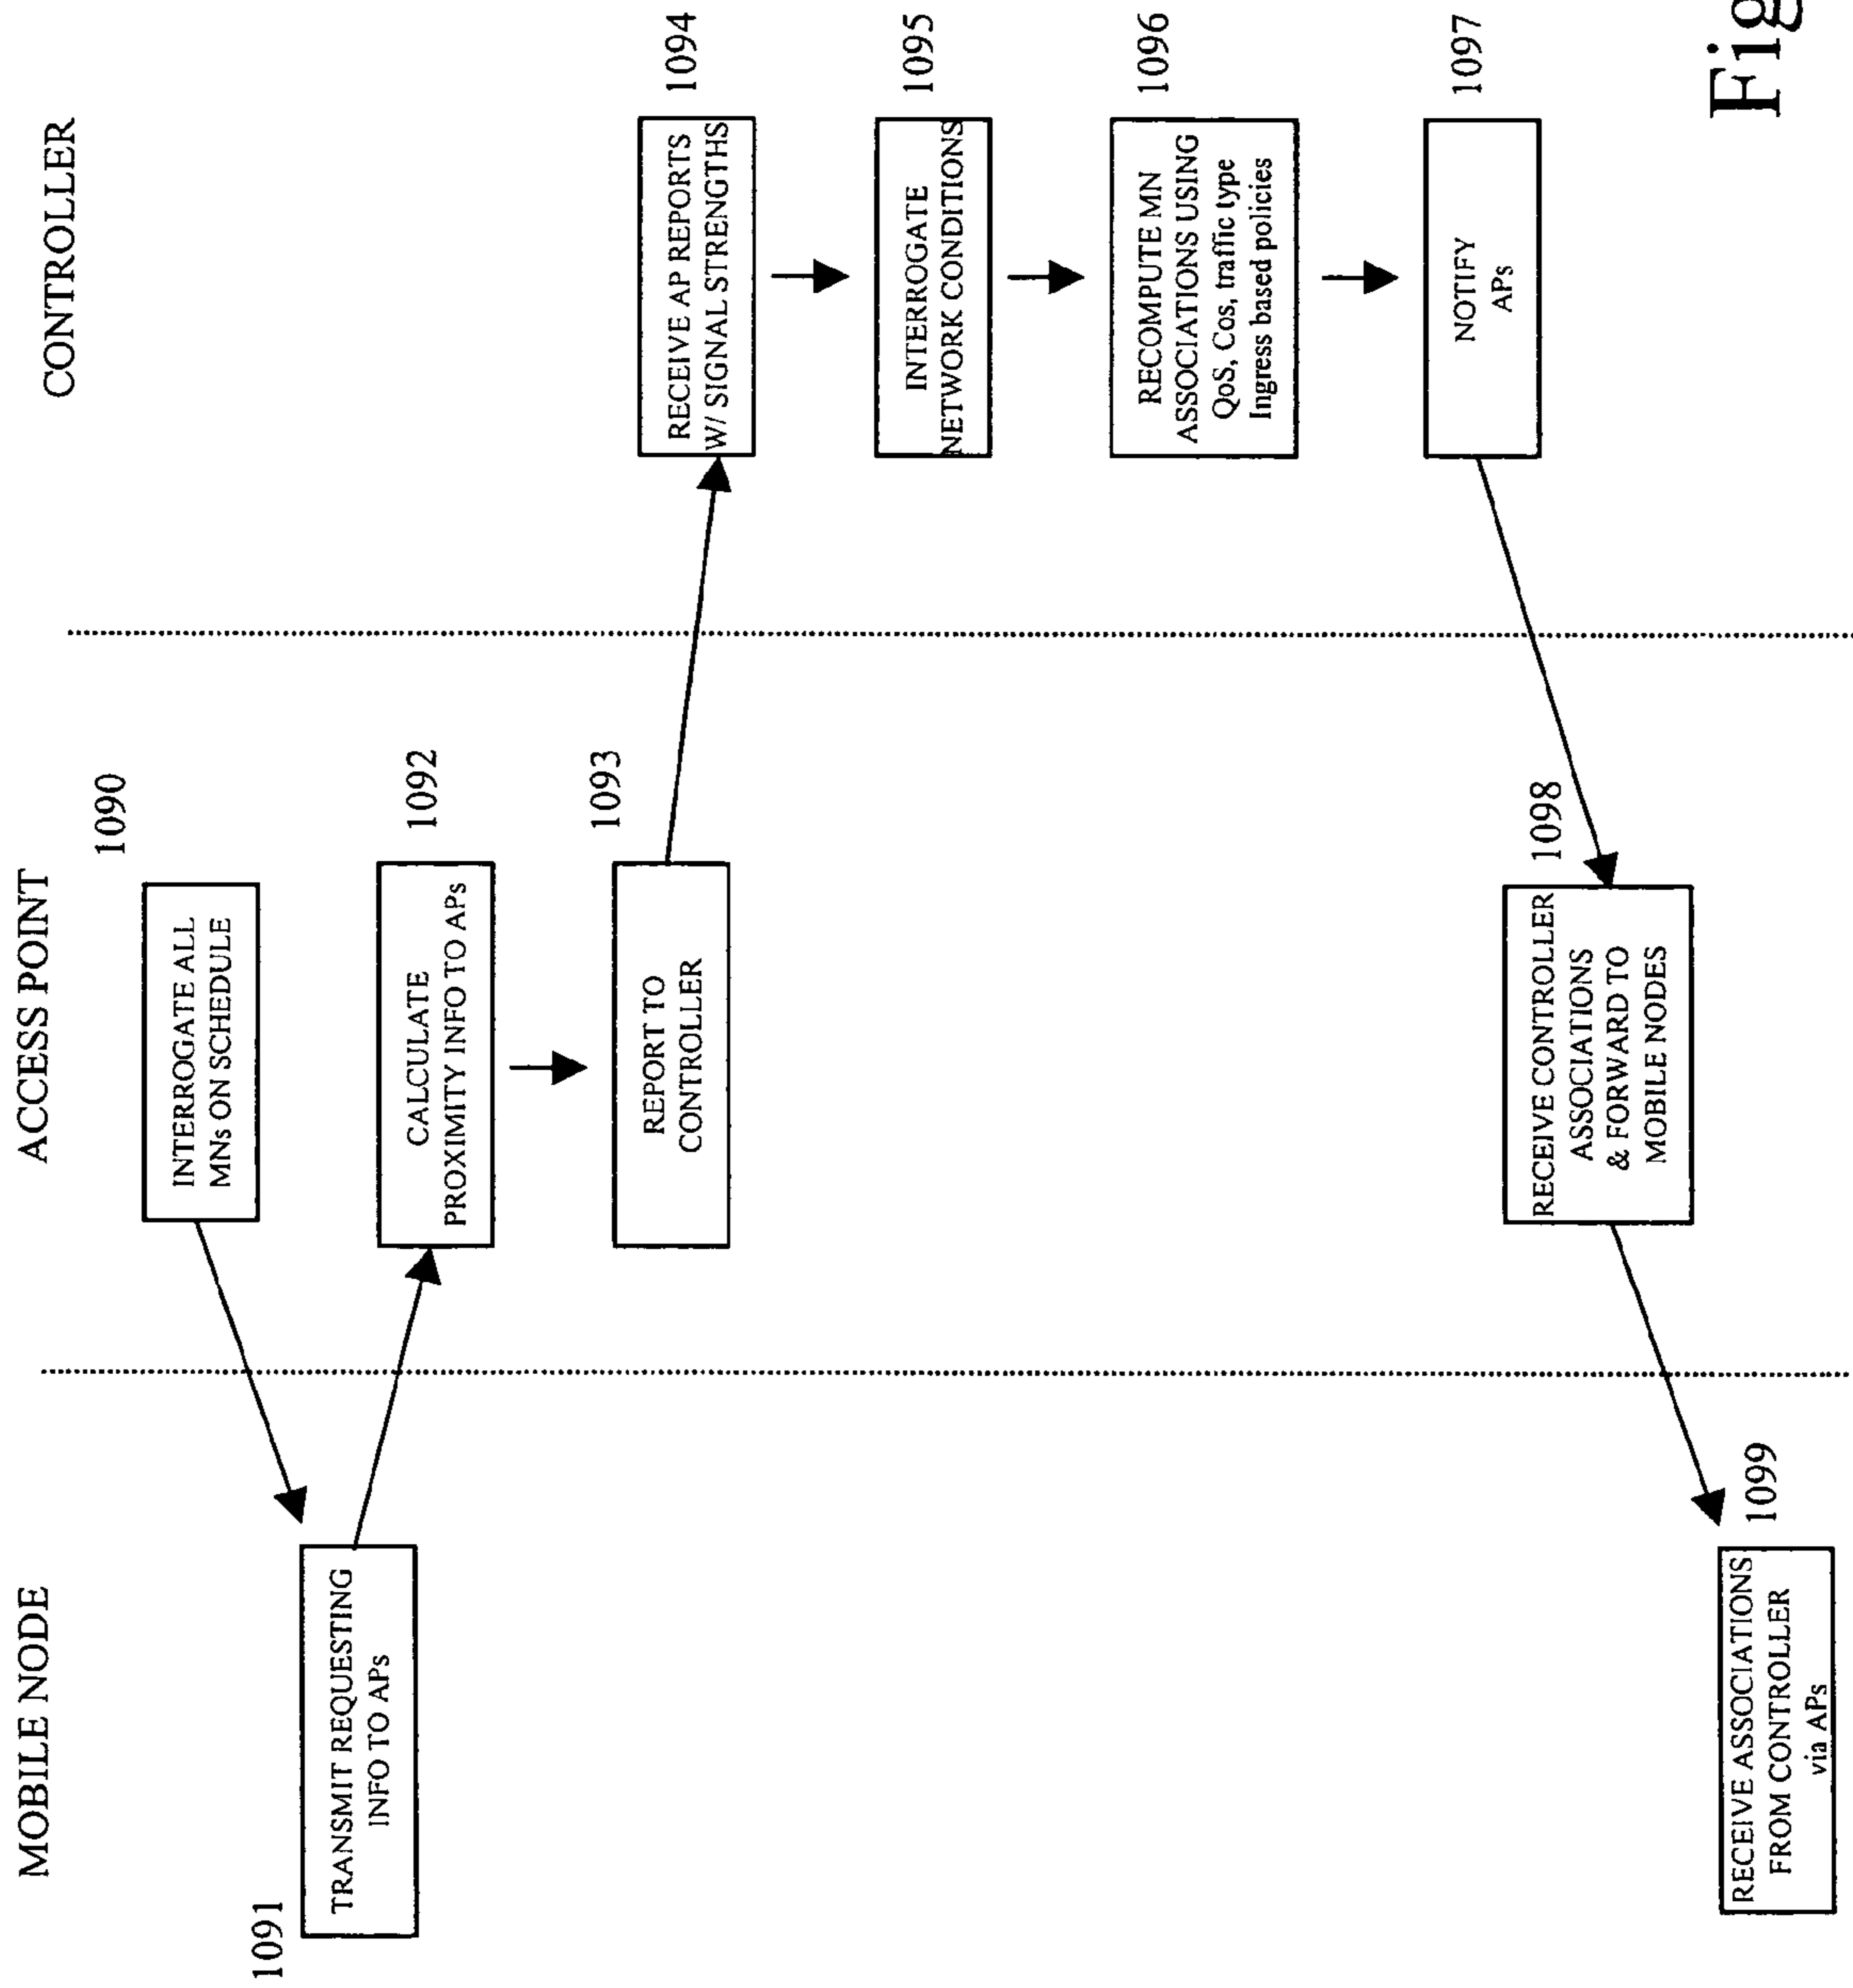 MOBILE NODE
ACCESS POINT
CONTROLLER
1090
INTERROGATE ALL
MNs ON SCHEDULE
1091
TRANSMIT REQUESTING
INFO TO APs
1092
CALCULATE
PROXIMITY INFO TO APs
1093
REPORT TO
CONTROLLER
1094
RECEIVE AP REPORTS
W/ SIGNAL STRENGTHS
1095
INTERROGATE
NETWORK CONDITIONS
1096
RECOMPUTE MN
ASSOCIATIONS USING
QoS, Cos, traffic type
Ingress based policies
1097
NOTIFY
APs
1098
RECEIVE CONTROLLER
ASSOCIATIONS
& FORWARD TO
MOBILE NODES
1099
RECEIVE ASSOCIATIONS
FROM CONTROLLER
via APs
Fig